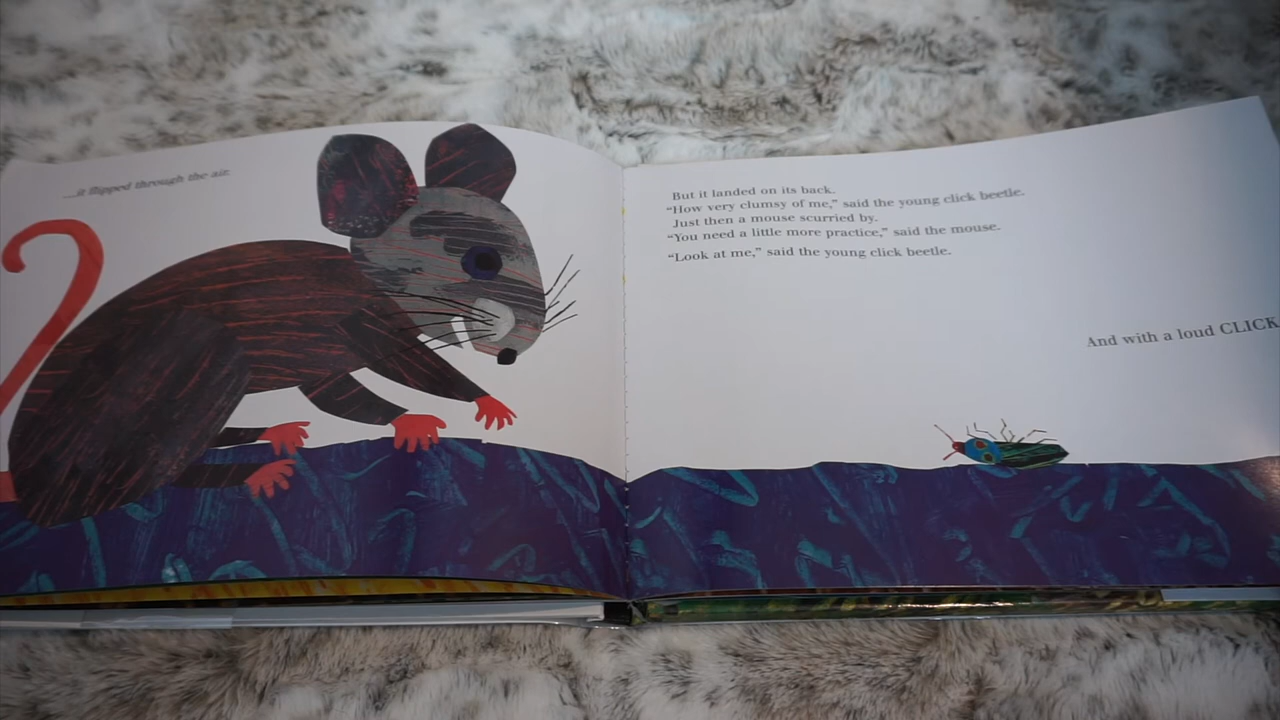 ...it flipped through the air.
But it landed on its back.
“How very clumsy of me,” said the young click beetle.
Just then a mouse scurried by.
“You need a little more practice,” said the mouse.
“Look at me,” said the young click beetle.
And with a loud CLICK